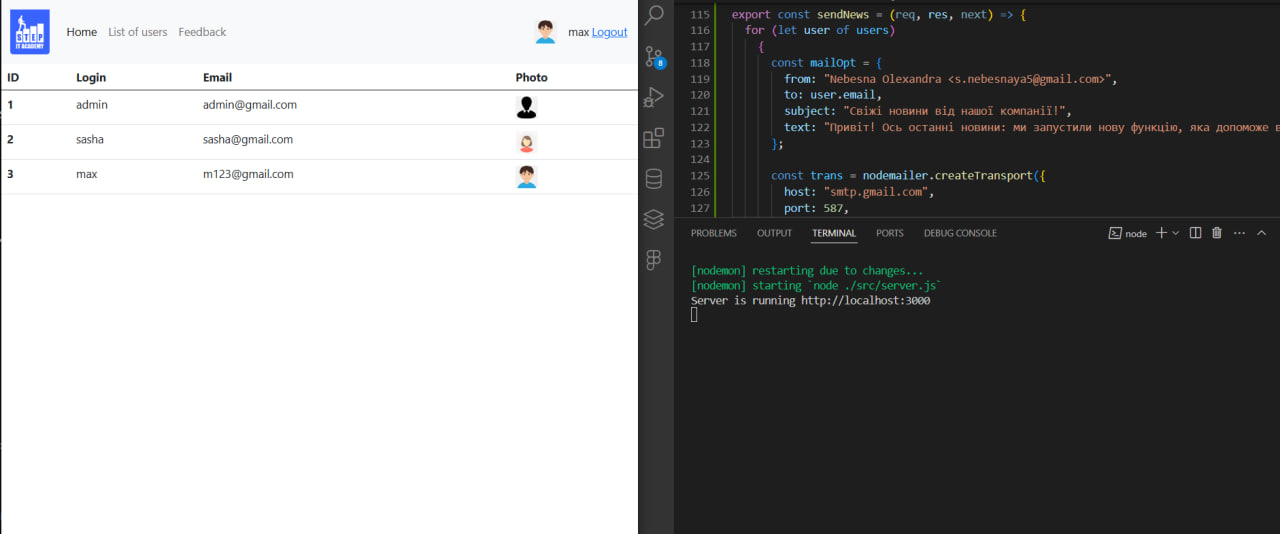 STEP
IT ACADEMY
Home List of users Feedback
max Logout
ID Login Email Photo
1 admin admin@gmail.com
2 sasha sasha@gmail.com
3 max m123@gmail.com
8
115 export const sendNews = (req, res, next) => {
116 for (let user of users)
117 {
118 const mailOpt = {
119 from: "Nebesna Olexandra <s.nebesnaya5@gmail.com>",
120 to: user.email,
121 subject: "Свіжі новини від нашої компанії!",
122 text: "Привіт! Ось останні новини: ми запустили нову функцію, яка допоможе в
123 };
124
125 const trans = nodemailer.createTransport({
126 host: "smtp.gmail.com",
127 port: 587,
PROBLEMS OUTPUT TERMINAL PORTS DEBUG CONSOLE
node
[nodemon] restarting due to changes...
[nodemon] starting `node ./src/server.js`
Server is running http://localhost:3000